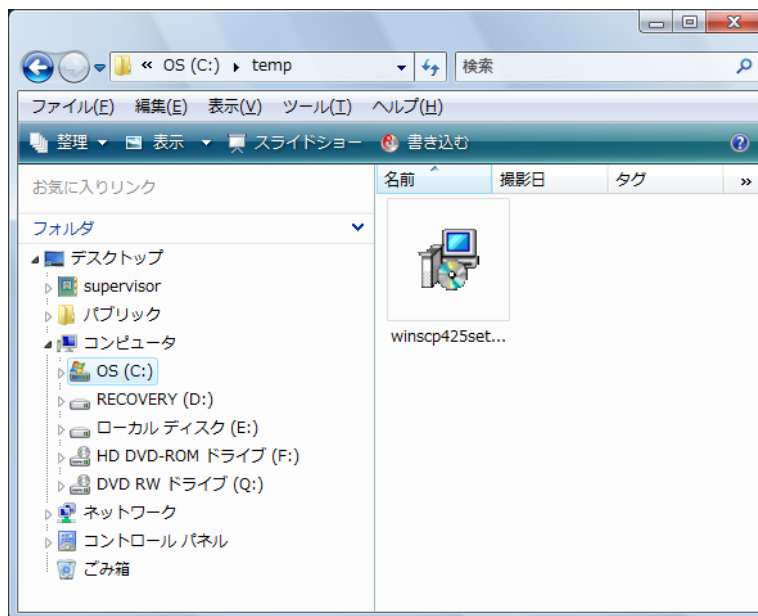 « OS (C:) ▸ temp
検索
ファイル(F) 編集(E) 表示(V) ツール(T) ヘルプ(H)
整理 表示 スライドショー 書き込む
お気に入りリンク
フォルダ
デスクトップ
supervisor
パブリック
コンピュータ
OS (C:)
RECOVERY (D:)
ローカル ディスク (E:)
HD DVD-ROM ドライブ (F:)
DVD RW ドライブ (Q:)
ネットワーク
コントロール パネル
ごみ箱
名前 撮影日 タグ »
winscp425set...